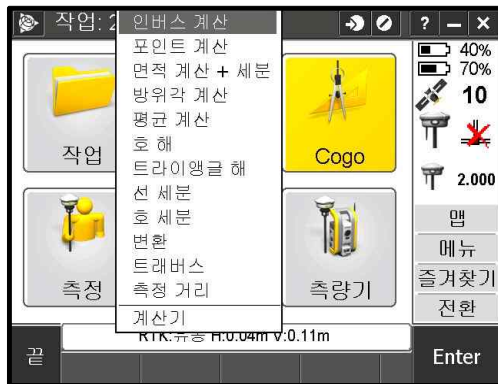 작업: 2
? – ×
인버스 계산
포인트 계산
면적 계산 + 세분
방위각 계산
평균 계산
호 해
트라이앵글 해
선 세분
호 세분
변환
트래버스
측정 거리
계산기
작업
Cogo
측정
측량기
40%
70%
10
2.000
맵
메뉴
즐겨찾기
전환
RTK:유동 H:0.04m V:0.11m
끝
Enter